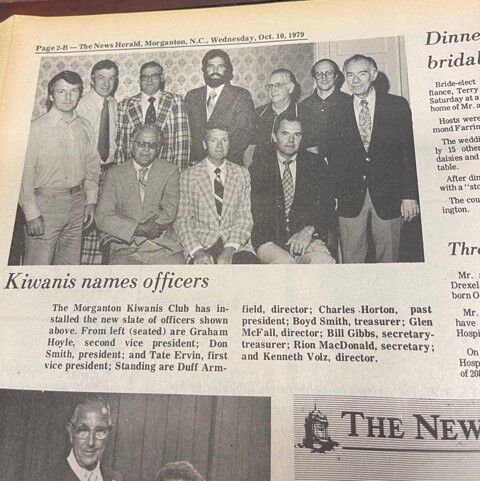 Page 2-B — The News Herald, Morganton, N.C., Wednesday, Oct. 10, 1979
Kiwanis names officers
The Morganton Kiwanis Club has in-
stalled the new slate of officers shown
above. From left (seated) are Graham
Hoyle, second vice president; Don
Smith, president; and Tate Ervin, first
vice president; Standing are Duff Arm-
field, director; Charles Horton, past
president; Boyd Smith, treasurer; Glen
McFall, director; Bill Gibbs, secretary-
treasurer; Rion MacDonald, secretary;
and Kenneth Volz, director.
Dinne
bridal
Bride-elect
fiance, Terry
Saturday at a
home of Mr. a
Hosts were
mond Farrin
The weddi
ly 15 other
daisies and
table.
After din
with a "sto
The cou
ington.
Thr
Mr. a
Drexel
born O
Mr.
have
Hospi
On
Hosp
of 208
THE NEW